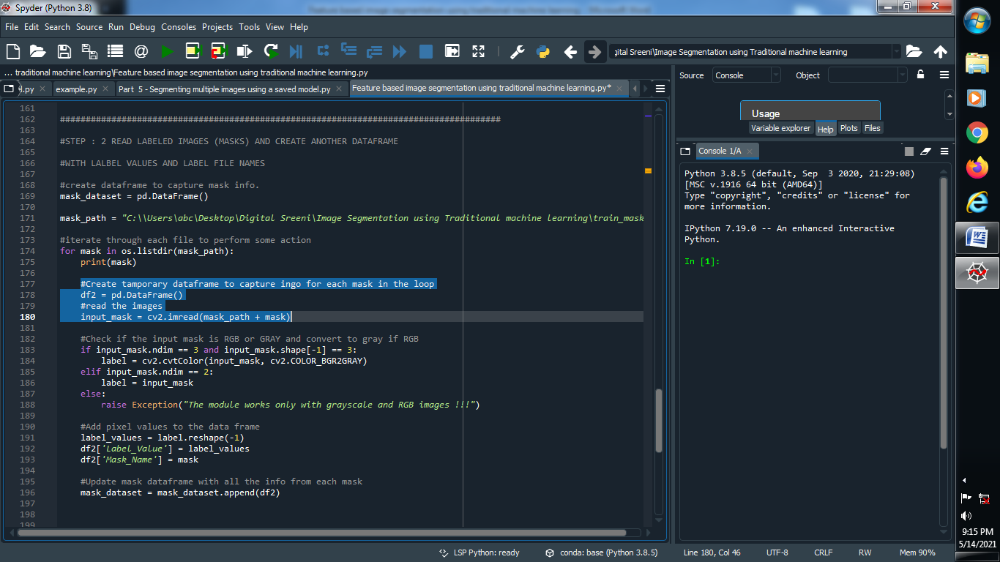 Spyder (Python 3.8)
File Edit Search Source Run Debug Consoles Projects Tools View Help
gital Sreeni\Image Segmentation using Traditional machine learning
... traditional machine learning\Feature based image segmentation using traditional machine learning.py
el.py example.py Part 5 - Segmenting multiple images using a saved model.py Feature based image segmentation using traditional machine learning.py*
161
162 ######################################################################################
163
164 #STEP : 2 READ LABELED IMAGES (MASKS) AND CREATE ANOTHER DATAFRAME
165
166 #WITH LALBEL VALUES AND LABEL FILE NAMES
167
168 #create dataframe to capture mask info.
169 mask_dataset = pd.DataFrame()
170
171 mask_path = "C:\\Users\abc\Desktop\Digital Sreeni\Image Segmentation using Traditional machine learning\train_mask
172
173 #iterate through each file to perform some action
174 for mask in os.listdir(mask_path):
175     print(mask)
176
177     #Create tamporary dataframe to capture ingo for each mask in the loop
178     df2 = pd.DataFrame()
179     #read the images
180     input_mask = cv2.imread(mask_path + mask)
181
182     #Check if the input mask is RGB or GRAY and convert to gray if RGB
183     if input_mask.ndim == 3 and input_mask.shape[-1] == 3:
184         label = cv2.cvtColor(input_mask, cv2.COLOR_BGR2GRAY)
185     elif input_mask.ndim == 2:
186         label = input_mask
187     else:
188         raise Exception("The module works only with grayscale and RGB images !!!")
189
190     #Add pixel values to the data frame
191     label_values = label.reshape(-1)
192     df2['Label_Value'] = label_values
193     df2['Mask_Name'] = mask
194
195     #Update mask dataframe with all the info from each mask
196     mask_dataset = mask_dataset.append(df2)
197
198
199
Source Console Object
Usage
Variable explorer Help Plots Files
Console 1/A
Python 3.8.5 (default, Sep  3 2020, 21:29:08)
[MSC v.1916 64 bit (AMD64)]
Type "copyright", "credits" or "license" for
more information.
IPython 7.19.0 -- An enhanced Interactive
Python.
In [1]:
LSP Python: ready conda: base (Python 3.8.5) Line 180, Col 46 UTF-8 CRLF RW Mem 90%
9:15 PM
5/14/2021